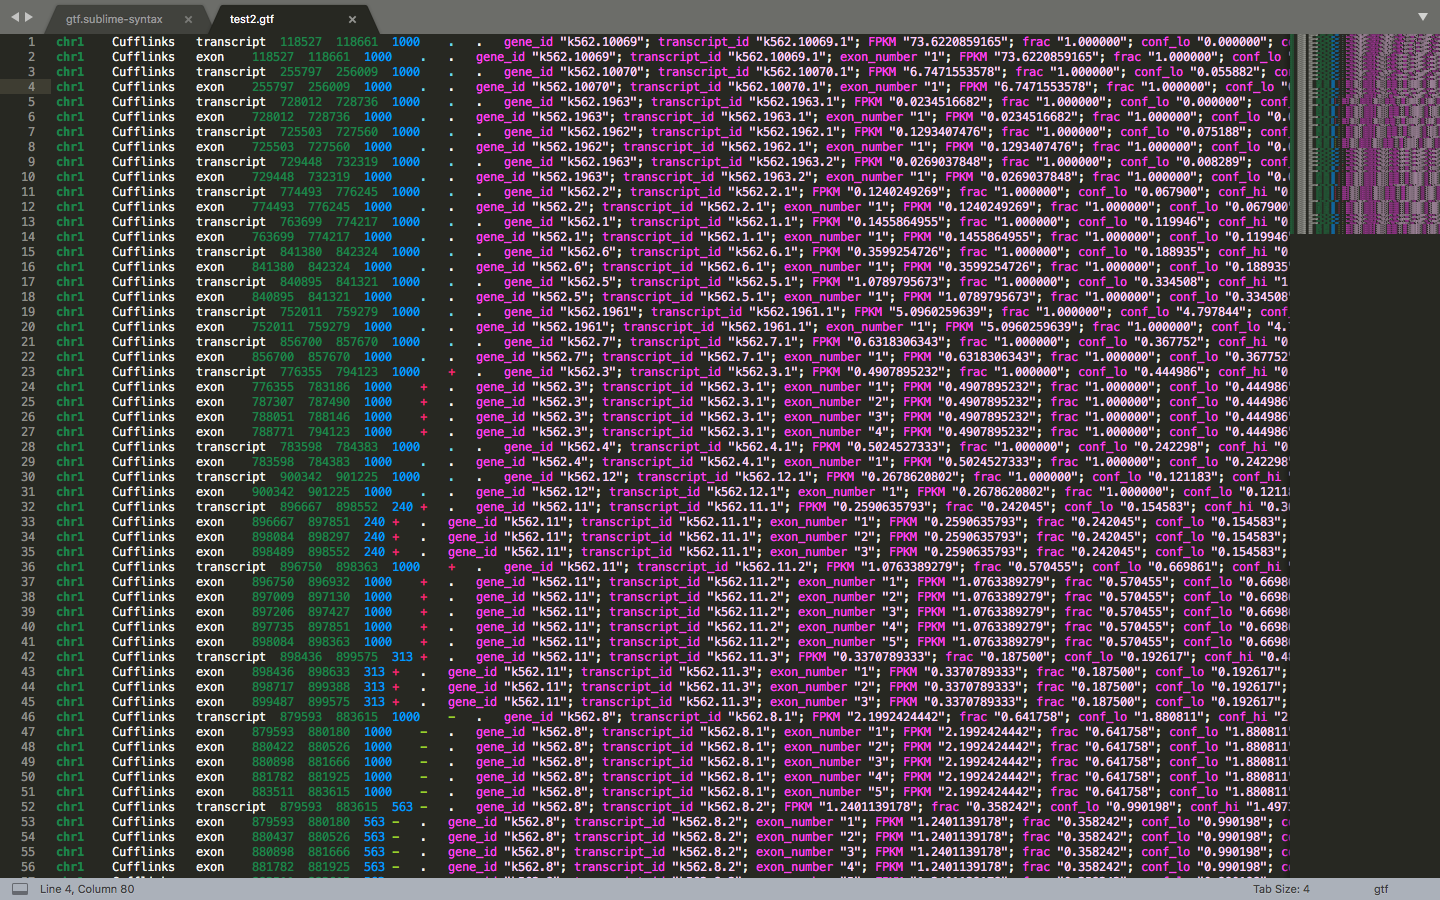 gtf.sublime-syntax × test2.gtf ×
1 chr1 Cufflinks transcript 118527 118661 1000 . . gene_id "k562.10069"; transcript_id "k562.10069.1"; FPKM "73.6220859165"; frac "1.000000"; conf_lo "0.000000"; c
2 chr1 Cufflinks exon 118527 118661 1000 . . gene_id "k562.10069"; transcript_id "k562.10069.1"; exon_number "1"; FPKM "73.6220859165"; frac "1.000000"; conf_lo
3 chr1 Cufflinks transcript 255797 256009 1000 . . gene_id "k562.10070"; transcript_id "k562.10070.1"; FPKM "6.7471553578"; frac "1.000000"; conf_lo "0.055882"; co
4 chr1 Cufflinks exon 255797 256009 1000 . . gene_id "k562.10070"; transcript_id "k562.10070.1"; exon_number "1"; FPKM "6.7471553578"; frac "1.000000"; conf_lo "0
5 chr1 Cufflinks transcript 728012 728736 1000 . . gene_id "k562.1963"; transcript_id "k562.1963.1"; FPKM "0.0234516682"; frac "1.000000"; conf_lo "0.000000"; conf
6 chr1 Cufflinks exon 728012 728736 1000 . . gene_id "k562.1963"; transcript_id "k562.1963.1"; exon_number "1"; FPKM "0.0234516682"; frac "1.000000"; conf_lo "0.0
7 chr1 Cufflinks transcript 725503 727560 1000 . . gene_id "k562.1962"; transcript_id "k562.1962.1"; FPKM "0.1293407476"; frac "1.000000"; conf_lo "0.075188"; conf
8 chr1 Cufflinks exon 725503 727560 1000 . . gene_id "k562.1962"; transcript_id "k562.1962.1"; exon_number "1"; FPKM "0.1293407476"; frac "1.000000"; conf_lo "0.0
9 chr1 Cufflinks transcript 729448 732319 1000 . . gene_id "k562.1963"; transcript_id "k562.1963.2"; FPKM "0.0269037848"; frac "1.000000"; conf_lo "0.008289"; conf
10 chr1 Cufflinks exon 729448 732319 1000 . . gene_id "k562.1963"; transcript_id "k562.1963.2"; exon_number "1"; FPKM "0.0269037848"; frac "1.000000"; conf_lo "0.0
11 chr1 Cufflinks transcript 774493 776245 1000 . . gene_id "k562.2"; transcript_id "k562.2.1"; FPKM "0.1240249269"; frac "1.000000"; conf_lo "0.067900"; conf_hi "0
12 chr1 Cufflinks exon 774493 776245 1000 . . gene_id "k562.2"; transcript_id "k562.2.1"; exon_number "1"; FPKM "0.1240249269"; frac "1.000000"; conf_lo "0.067900"
13 chr1 Cufflinks transcript 763699 774217 1000 . . gene_id "k562.1"; transcript_id "k562.1.1"; FPKM "0.1455864955"; frac "1.000000"; conf_lo "0.119946"; conf_hi "0
14 chr1 Cufflinks exon 763699 774217 1000 . . gene_id "k562.1"; transcript_id "k562.1.1"; exon_number "1"; FPKM "0.1455864955"; frac "1.000000"; conf_lo "0.119946
15 chr1 Cufflinks transcript 841380 842324 1000 . . gene_id "k562.6"; transcript_id "k562.6.1"; FPKM "0.3599254726"; frac "1.000000"; conf_lo "0.188935"; conf_hi "0
16 chr1 Cufflinks exon 841380 842324 1000 . . gene_id "k562.6"; transcript_id "k562.6.1"; exon_number "1"; FPKM "0.3599254726"; frac "1.000000"; conf_lo "0.188935"
17 chr1 Cufflinks transcript 840895 841321 1000 . . gene_id "k562.5"; transcript_id "k562.5.1"; FPKM "1.0789795673"; frac "1.000000"; conf_lo "0.334508"; conf_hi "1
18 chr1 Cufflinks exon 840895 841321 1000 . . gene_id "k562.5"; transcript_id "k562.5.1"; exon_number "1"; FPKM "1.0789795673"; frac "1.000000"; conf_lo "0.334508
19 chr1 Cufflinks transcript 752011 759279 1000 . . gene_id "k562.1961"; transcript_id "k562.1961.1"; FPKM "5.0960259639"; frac "1.000000"; conf_lo "4.797844"; conf
20 chr1 Cufflinks exon 752011 759279 1000 . . gene_id "k562.1961"; transcript_id "k562.1961.1"; exon_number "1"; FPKM "5.0960259639"; frac "1.000000"; conf_lo "4.
21 chr1 Cufflinks transcript 856700 857670 1000 . . gene_id "k562.7"; transcript_id "k562.7.1"; FPKM "0.6318306343"; frac "1.000000"; conf_lo "0.367752"; conf_hi "0
22 chr1 Cufflinks exon 856700 857670 1000 . . gene_id "k562.7"; transcript_id "k562.7.1"; exon_number "1"; FPKM "0.6318306343"; frac "1.000000"; conf_lo "0.367752"
23 chr1 Cufflinks transcript 776355 794123 1000 + . gene_id "k562.3"; transcript_id "k562.3.1"; FPKM "0.4907895232"; frac "1.000000"; conf_lo "0.444986"; conf_hi "0
24 chr1 Cufflinks exon 776355 783186 1000 + . gene_id "k562.3"; transcript_id "k562.3.1"; exon_number "1"; FPKM "0.4907895232"; frac "1.000000"; conf_lo "0.444986
25 chr1 Cufflinks exon 787307 787490 1000 + . gene_id "k562.3"; transcript_id "k562.3.1"; exon_number "2"; FPKM "0.4907895232"; frac "1.000000"; conf_lo "0.444986
26 chr1 Cufflinks exon 788051 788146 1000 + . gene_id "k562.3"; transcript_id "k562.3.1"; exon_number "3"; FPKM "0.4907895232"; frac "1.000000"; conf_lo "0.444986
27 chr1 Cufflinks exon 788771 794123 1000 + . gene_id "k562.3"; transcript_id "k562.3.1"; exon_number "4"; FPKM "0.4907895232"; frac "1.000000"; conf_lo "0.444986
28 chr1 Cufflinks transcript 783598 784383 1000 . . gene_id "k562.4"; transcript_id "k562.4.1"; FPKM "0.5024527333"; frac "1.000000"; conf_lo "0.242298"; conf_hi "0
29 chr1 Cufflinks exon 783598 784383 1000 . . gene_id "k562.4"; transcript_id "k562.4.1"; exon_number "1"; FPKM "0.5024527333"; frac "1.000000"; conf_lo "0.242298
30 chr1 Cufflinks transcript 900342 901225 1000 . . gene_id "k562.12"; transcript_id "k562.12.1"; FPKM "0.2678620802"; frac "1.000000"; conf_lo "0.121183"; conf_hi
31 chr1 Cufflinks exon 900342 901225 1000 . . gene_id "k562.12"; transcript_id "k562.12.1"; exon_number "1"; FPKM "0.2678620802"; frac "1.000000"; conf_lo "0.1211
32 chr1 Cufflinks transcript 896667 898552 240 + . gene_id "k562.11"; transcript_id "k562.11.1"; FPKM "0.2590635793"; frac "0.242045"; conf_lo "0.154583"; conf_hi "0.3
33 chr1 Cufflinks exon 896667 897851 240 + . gene_id "k562.11"; transcript_id "k562.11.1"; exon_number "1"; FPKM "0.2590635793"; frac "0.242045"; conf_lo "0.154583";
34 chr1 Cufflinks exon 898084 898297 240 + . gene_id "k562.11"; transcript_id "k562.11.1"; exon_number "2"; FPKM "0.2590635793"; frac "0.242045"; conf_lo "0.154583";
35 chr1 Cufflinks exon 898489 898552 240 + . gene_id "k562.11"; transcript_id "k562.11.1"; exon_number "3"; FPKM "0.2590635793"; frac "0.242045"; conf_lo "0.154583";
36 chr1 Cufflinks transcript 896750 898363 1000 + . gene_id "k562.11"; transcript_id "k562.11.2"; FPKM "1.0763389279"; frac "0.570455"; conf_lo "0.669861"; conf_hi
37 chr1 Cufflinks exon 896750 896932 1000 + . gene_id "k562.11"; transcript_id "k562.11.2"; exon_number "1"; FPKM "1.0763389279"; frac "0.570455"; conf_lo "0.6698
38 chr1 Cufflinks exon 897009 897130 1000 + . gene_id "k562.11"; transcript_id "k562.11.2"; exon_number "2"; FPKM "1.0763389279"; frac "0.570455"; conf_lo "0.6698
39 chr1 Cufflinks exon 897206 897427 1000 + . gene_id "k562.11"; transcript_id "k562.11.2"; exon_number "3"; FPKM "1.0763389279"; frac "0.570455"; conf_lo "0.6698
40 chr1 Cufflinks exon 897735 897851 1000 + . gene_id "k562.11"; transcript_id "k562.11.2"; exon_number "4"; FPKM "1.0763389279"; frac "0.570455"; conf_lo "0.6698
41 chr1 Cufflinks exon 898084 898363 1000 + . gene_id "k562.11"; transcript_id "k562.11.2"; exon_number "5"; FPKM "1.0763389279"; frac "0.570455"; conf_lo "0.6698
42 chr1 Cufflinks transcript 898436 899575 313 + . gene_id "k562.11"; transcript_id "k562.11.3"; FPKM "0.3370789333"; frac "0.187500"; conf_lo "0.192617"; conf_hi "0.4
43 chr1 Cufflinks exon 898436 898633 313 + . gene_id "k562.11"; transcript_id "k562.11.3"; exon_number "1"; FPKM "0.3370789333"; frac "0.187500"; conf_lo "0.192617";
44 chr1 Cufflinks exon 898717 899388 313 + . gene_id "k562.11"; transcript_id "k562.11.3"; exon_number "2"; FPKM "0.3370789333"; frac "0.187500"; conf_lo "0.192617";
45 chr1 Cufflinks exon 899487 899575 313 + . gene_id "k562.11"; transcript_id "k562.11.3"; exon_number "3"; FPKM "0.3370789333"; frac "0.187500"; conf_lo "0.192617";
46 chr1 Cufflinks transcript 879593 883615 1000 - . gene_id "k562.8"; transcript_id "k562.8.1"; FPKM "2.1992424442"; frac "0.641758"; conf_lo "1.880811"; conf_hi "2
47 chr1 Cufflinks exon 879593 880180 1000 - . gene_id "k562.8"; transcript_id "k562.8.1"; exon_number "1"; FPKM "2.1992424442"; frac "0.641758"; conf_lo "1.880811"
48 chr1 Cufflinks exon 880422 880526 1000 - . gene_id "k562.8"; transcript_id "k562.8.1"; exon_number "2"; FPKM "2.1992424442"; frac "0.641758"; conf_lo "1.880811"
49 chr1 Cufflinks exon 880898 881666 1000 - . gene_id "k562.8"; transcript_id "k562.8.1"; exon_number "3"; FPKM "2.1992424442"; frac "0.641758"; conf_lo "1.880811
50 chr1 Cufflinks exon 881782 881925 1000 - . gene_id "k562.8"; transcript_id "k562.8.1"; exon_number "4"; FPKM "2.1992424442"; frac "0.641758"; conf_lo "1.880811"
51 chr1 Cufflinks exon 883511 883615 1000 - . gene_id "k562.8"; transcript_id "k562.8.1"; exon_number "5"; FPKM "2.1992424442"; frac "0.641758"; conf_lo "1.880811"
52 chr1 Cufflinks transcript 879593 883615 563 - . gene_id "k562.8"; transcript_id "k562.8.2"; FPKM "1.2401139178"; frac "0.358242"; conf_lo "0.990198"; conf_hi "1.497
53 chr1 Cufflinks exon 879593 880180 563 - . gene_id "k562.8"; transcript_id "k562.8.2"; exon_number "1"; FPKM "1.2401139178"; frac "0.358242"; conf_lo "0.990198"; c
54 chr1 Cufflinks exon 880437 880526 563 - . gene_id "k562.8"; transcript_id "k562.8.2"; exon_number "2"; FPKM "1.2401139178"; frac "0.358242"; conf_lo "0.990198"; c
55 chr1 Cufflinks exon 880898 881666 563 - . gene_id "k562.8"; transcript_id "k562.8.2"; exon_number "3"; FPKM "1.2401139178"; frac "0.358242"; conf_lo "0.990198"; c
56 chr1 Cufflinks exon 881782 881925 563 - . gene_id "k562.8"; transcript_id "k562.8.2"; exon_number "4"; FPKM "1.2401139178"; frac "0.358242"; conf_lo "0.990198"; c
Line 4, Column 80 Tab Size: 4 gtf